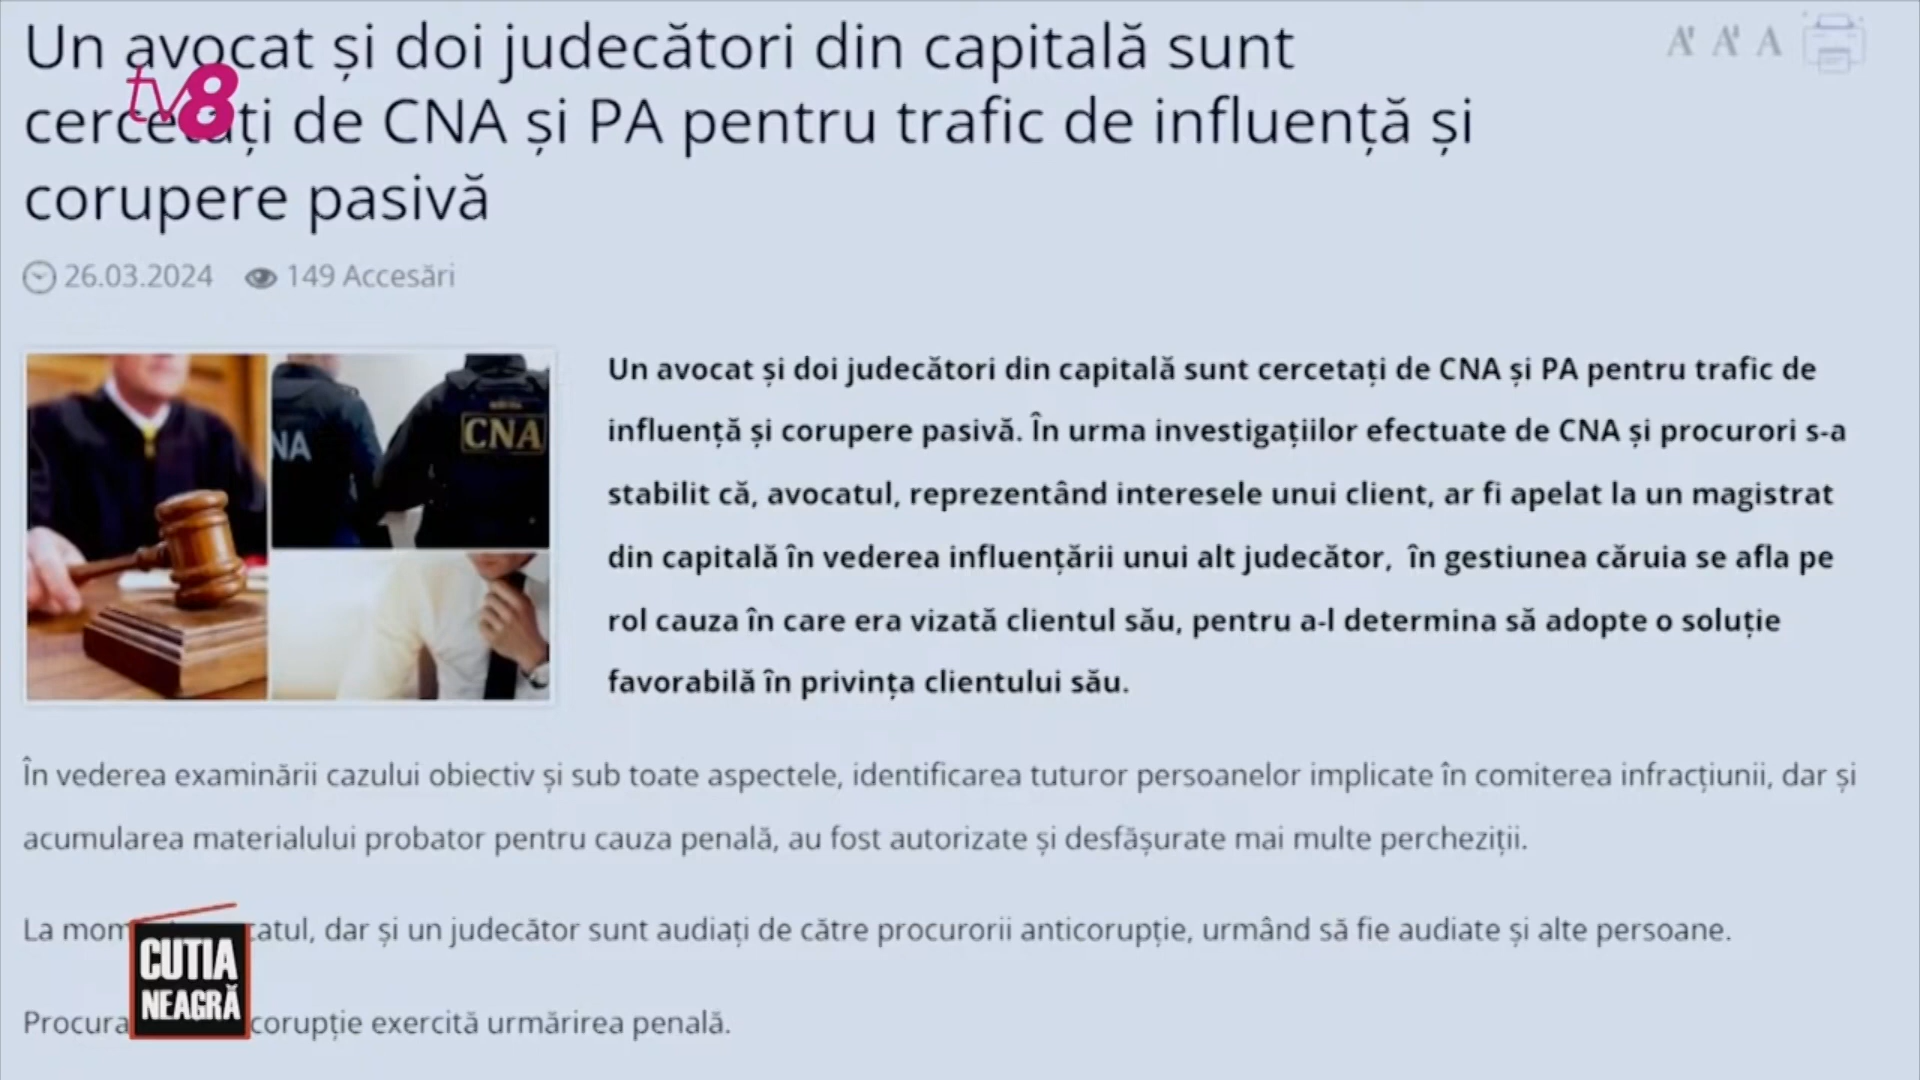 Un avocat și doi judecători din capitală sunt
de CNA și PA pentru trafic de influență și
corupere pasivă
tv8
26.03.2024 149 Accesări
A A A
NA
CNA
Un avocat și doi judecători din capitală sunt cercetați de CNA și PA pentru trafic de
influență și corupere pasivă. În urma investigațiilor efectuate de CNA și procurori s-a
stabilit că, avocatul, reprezentând interesele unui client, ar fi apelat la un magistrat
din capitală în vederea influențării unui alt judecător, în gestiunea căruia se afla pe
rol cauza în care era vizată clientul său, pentru a-l determina să adopte o soluție
favorabilă în privința clientului său.
În vederea examinării cazului obiectiv și sub toate aspectele, identificarea tuturor persoanelor implicate în comiterea infracțiunii, dar și
acumularea materialului probator pentru cauza penală, au fost autorizate și desfășurate mai multe percheziții.
La dar și un judecător sunt audiați de către procurorii anticorupție, urmând să fie audiate și alte persoane.
exercită urmărirea penală.
CUTIA
NEAGRĂ